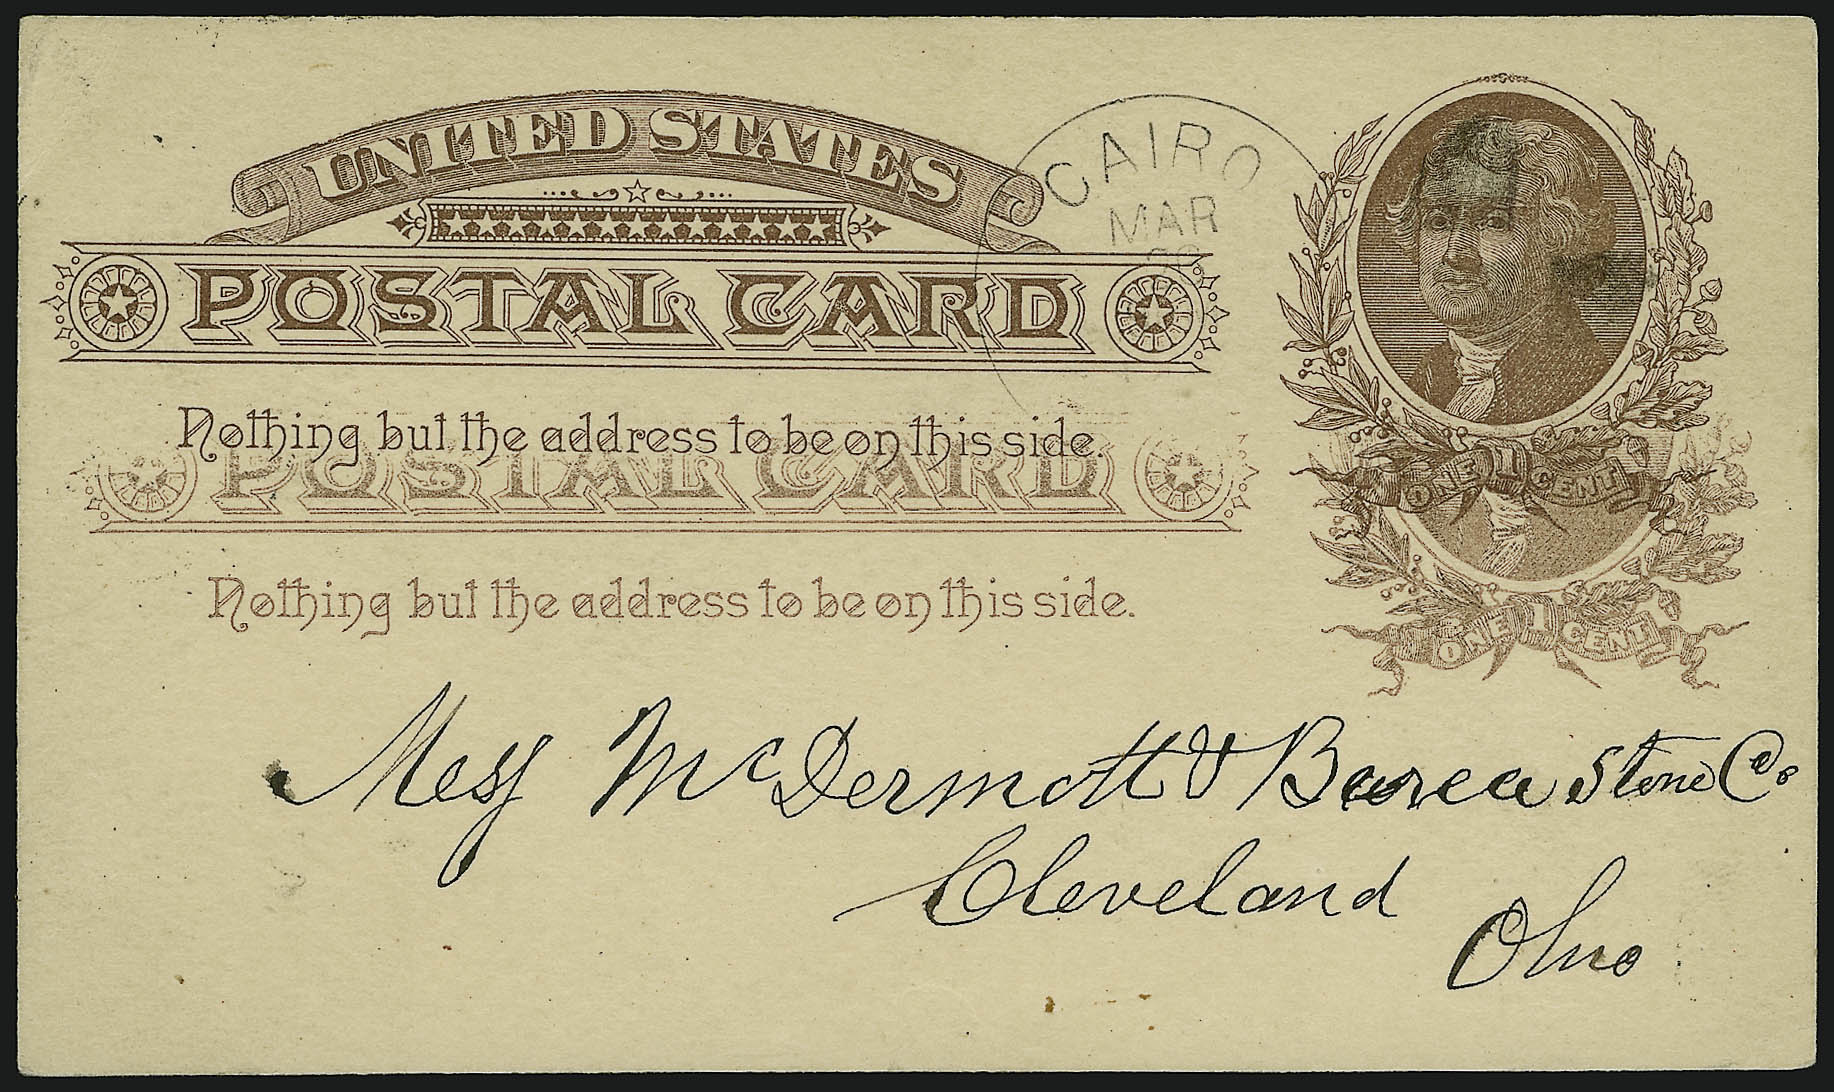 UNITED STATES
POSTAL CARD
CAIRO
MAR
Nothing but the address to be on this side.
POSTAL CARD
ONE 1 CENT
Nothing but the address to be on this side.
ONE 1 CENT
Mess McDermott & Berea Stone Co
Cleveland
Ohio